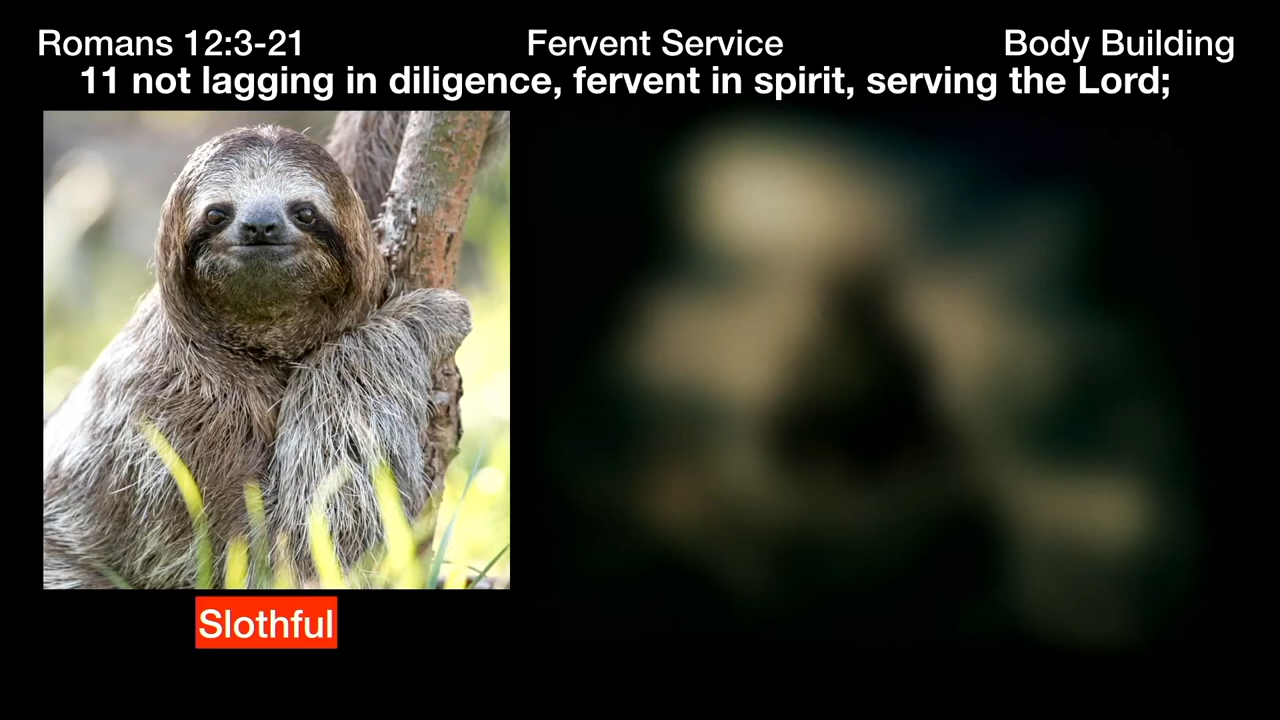 Romans 12:3-21 Fervent Service Body Building
11 not lagging in diligence, fervent in spirit, serving the Lord;
Slothful